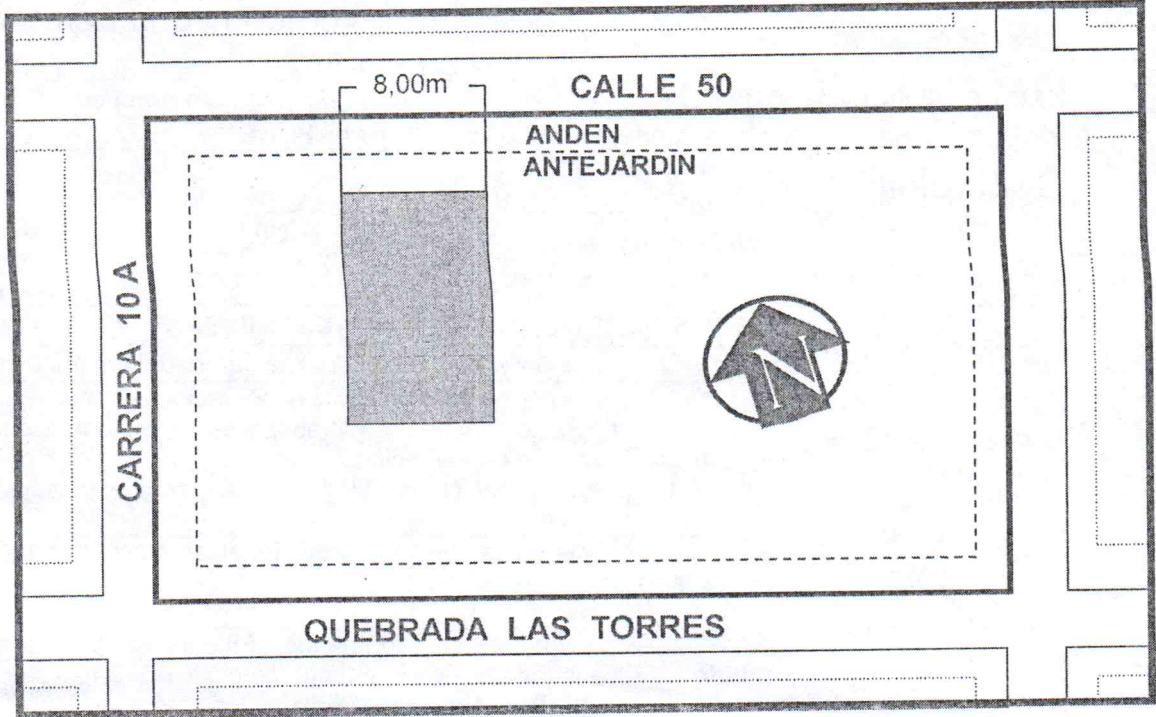 8,00m
CALLE 50
ANDEN
ANTEJARDIN
CARRERA 10 A
N
QUEBRADA LAS TORRES